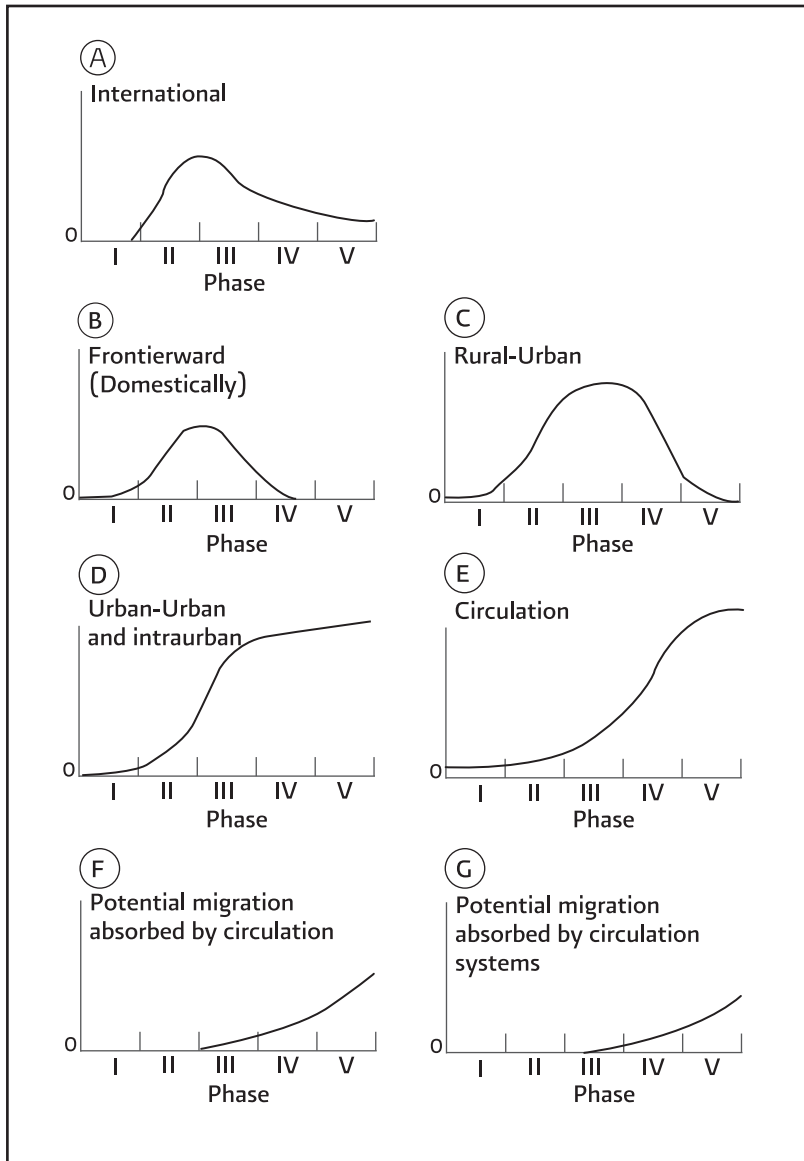 A
International
0
I II III IV V
Phase
B
Frontierward
(Domestically)
0
I II III IV V
Phase
C
Rural-Urban
0
I II III IV V
Phase
D
Urban-Urban
and intraurban
0
I II III IV V
Phase
E
Circulation
0
I II III IV V
Phase
F
Potential migration
absorbed by circulation
0
I II III IV V
Phase
G
Potential migration
absorbed by circulation
systems
0
I II III IV V
Phase